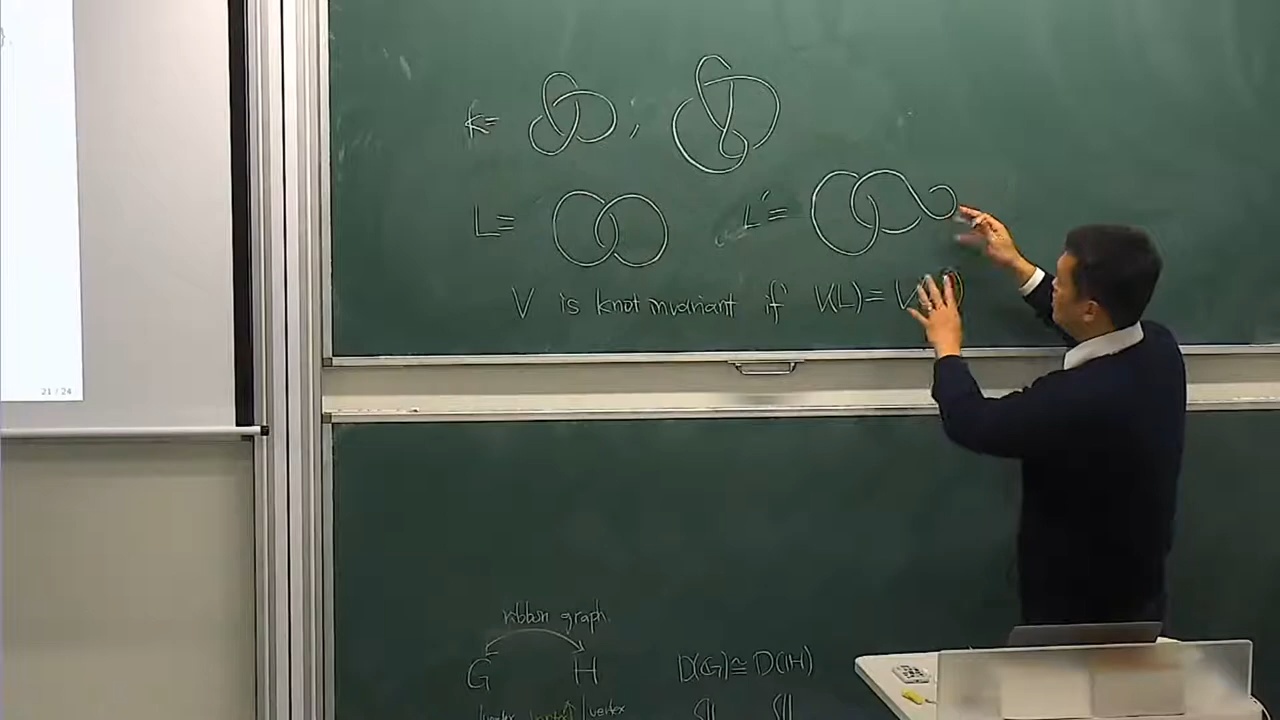 21 / 24
K= ,
L= L'=
V is knot invariant if V(L)= V
ribbon graph
G H D(G)≅D(H)
vertex vertex